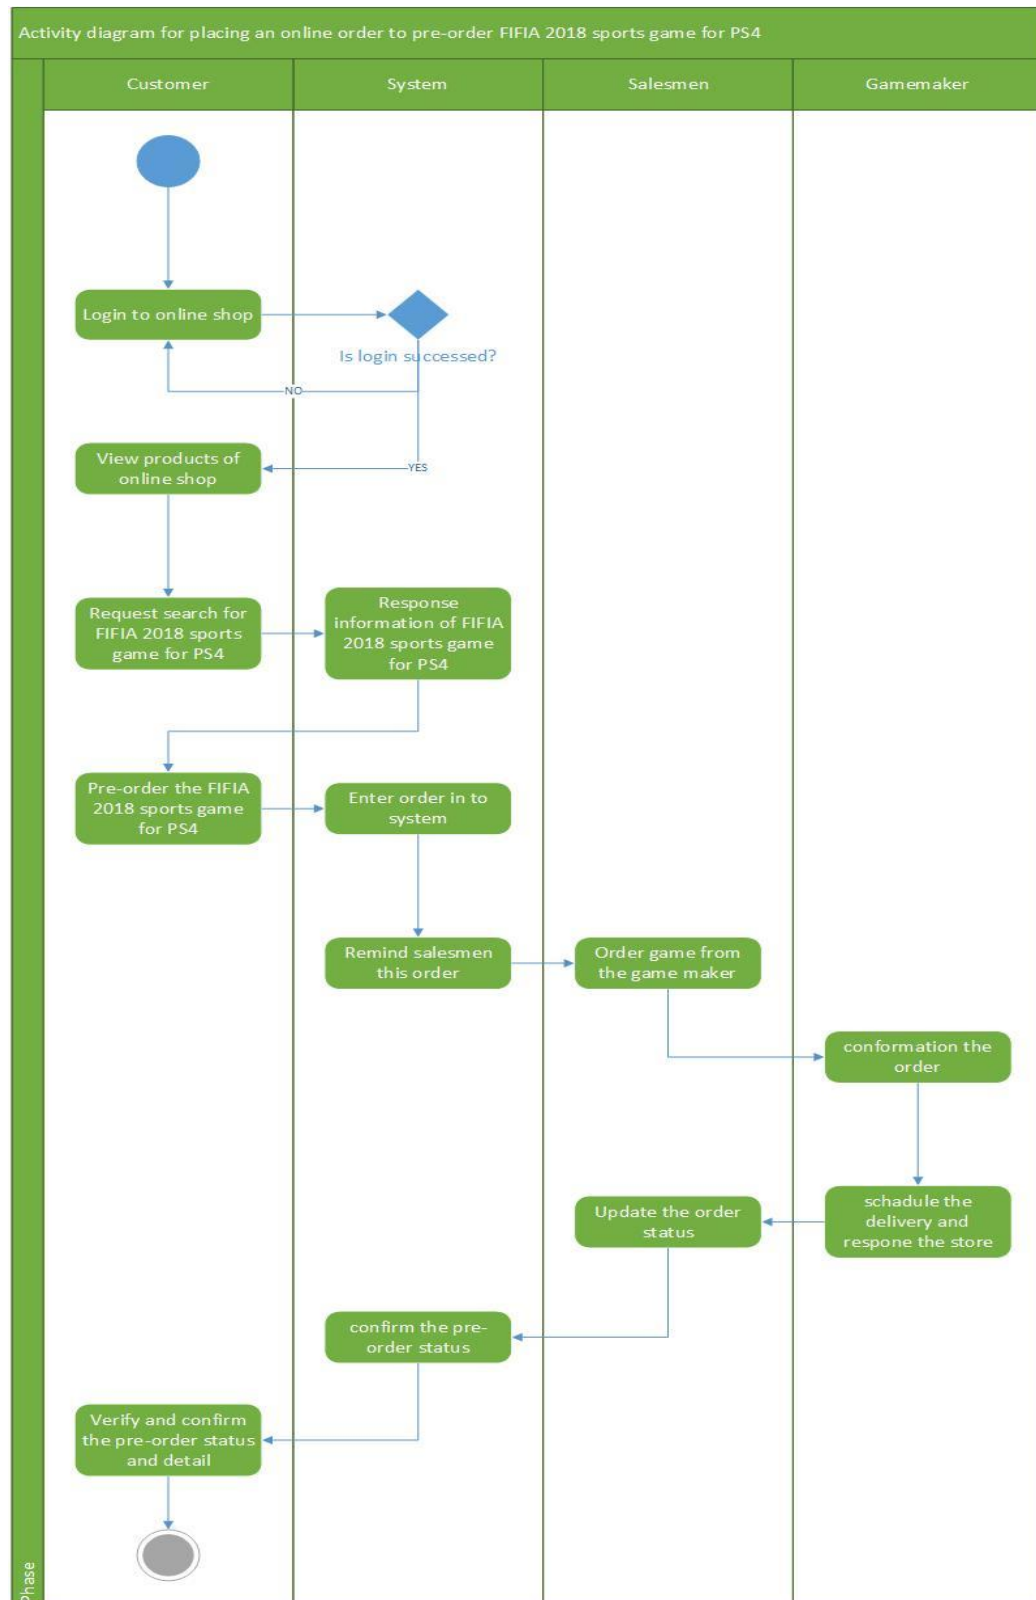 Activity diagram for placing an online order to pre-order FIFIA 2018 sports game for PS4
Customer
System
Salesmen
Gamemaker
Login to online shop
Is login successed?
NO
View products of
online shop
YES
Request search for
FIFIA 2018 sports
game for PS4
Response
information of FIFIA
2018 sports game
for PS4
Pre-order the FIFIA
2018 sports game
for PS4
Enter order in to
system
Remind salesmen
this order
Order game from
the game maker
conformation the
order
schadule the
delivery and
respone the store
Update the order
status
confirm the pre-
order status
Verify and confirm
the pre-order status
and detail
Phase